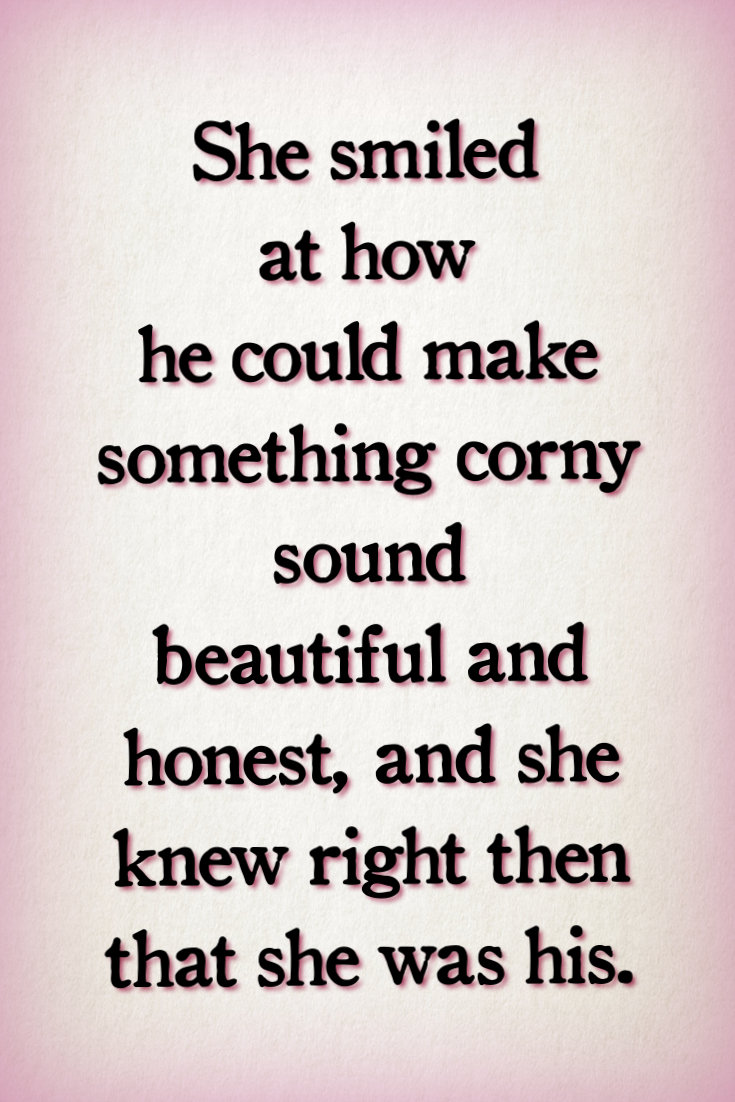 She smiled
at how
he could make
something corny
sound
beautiful and
honest, and she
knew right then
that she was his.